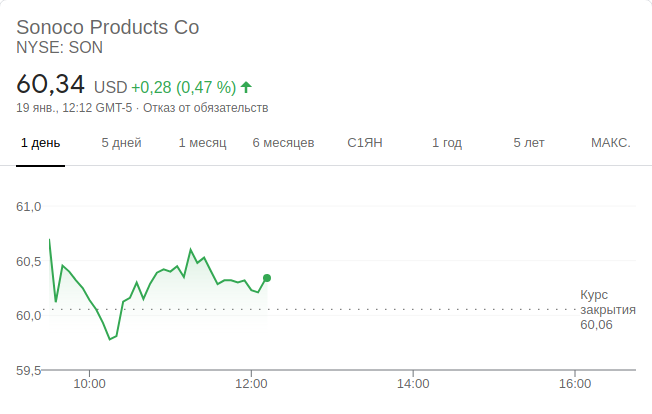 Sonoco Products Co
NYSE: SON
60,34 USD +0,28 (0,47 %)
19 янв., 12:12 GMT-5 · Отказ от обязательств
1 день 5 дней 1 месяц 6 месяцев С1ЯН 1 год 5 лет МАКС.
61,0
60,5
60,0
59,5
Курс
закрытия
60,06
10:00 12:00 14:00 16:00